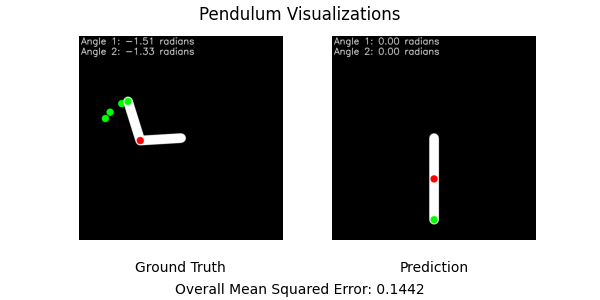 Pendulum Visualizations
Angle 1: -1.51 radians
Angle 2: -1.33 radians
Angle 1: 0.00 radians
Angle 2: 0.00 radians
Ground Truth
Prediction
Overall Mean Squared Error: 0.1442